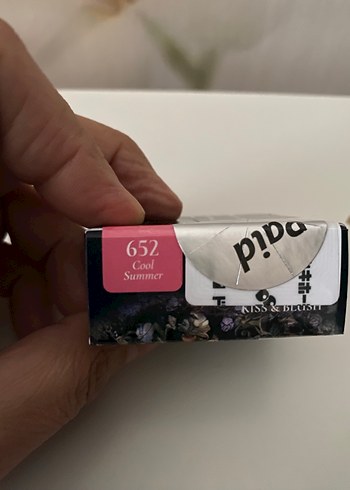 652
Cool
Summer
Paid
KISS & BLUSH